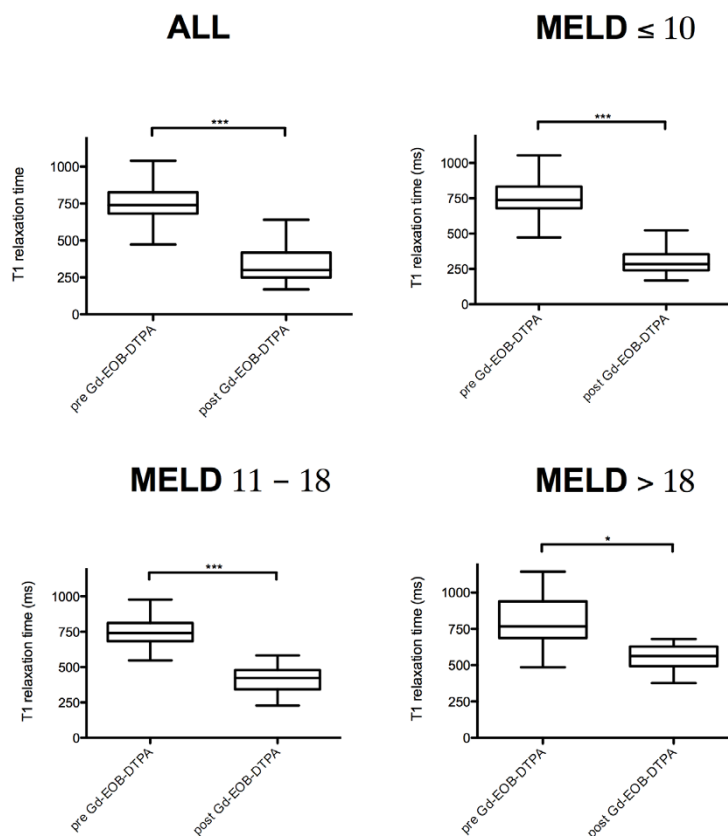 ALL
***
T1 relaxation time
1000
750
500
250
0
pre Gd-EOB-DTPA
post Gd-EOB-DTPA
MELD ≤ 10
***
T1 relaxation time (ms)
1000
750
500
250
0
pre Gd-EOB-DTPA
post Gd-EOB-DTPA
MELD 11 – 18
***
T1 relaxation time (ms)
1000
750
500
250
0
pre Gd-EOB-DTPA
post Gd-EOB-DTPA
MELD > 18
*
T1 relaxation time (ms)
1000
750
500
250
0
pre Gd-EOB-DTPA
post Gd-EOB-DTPA